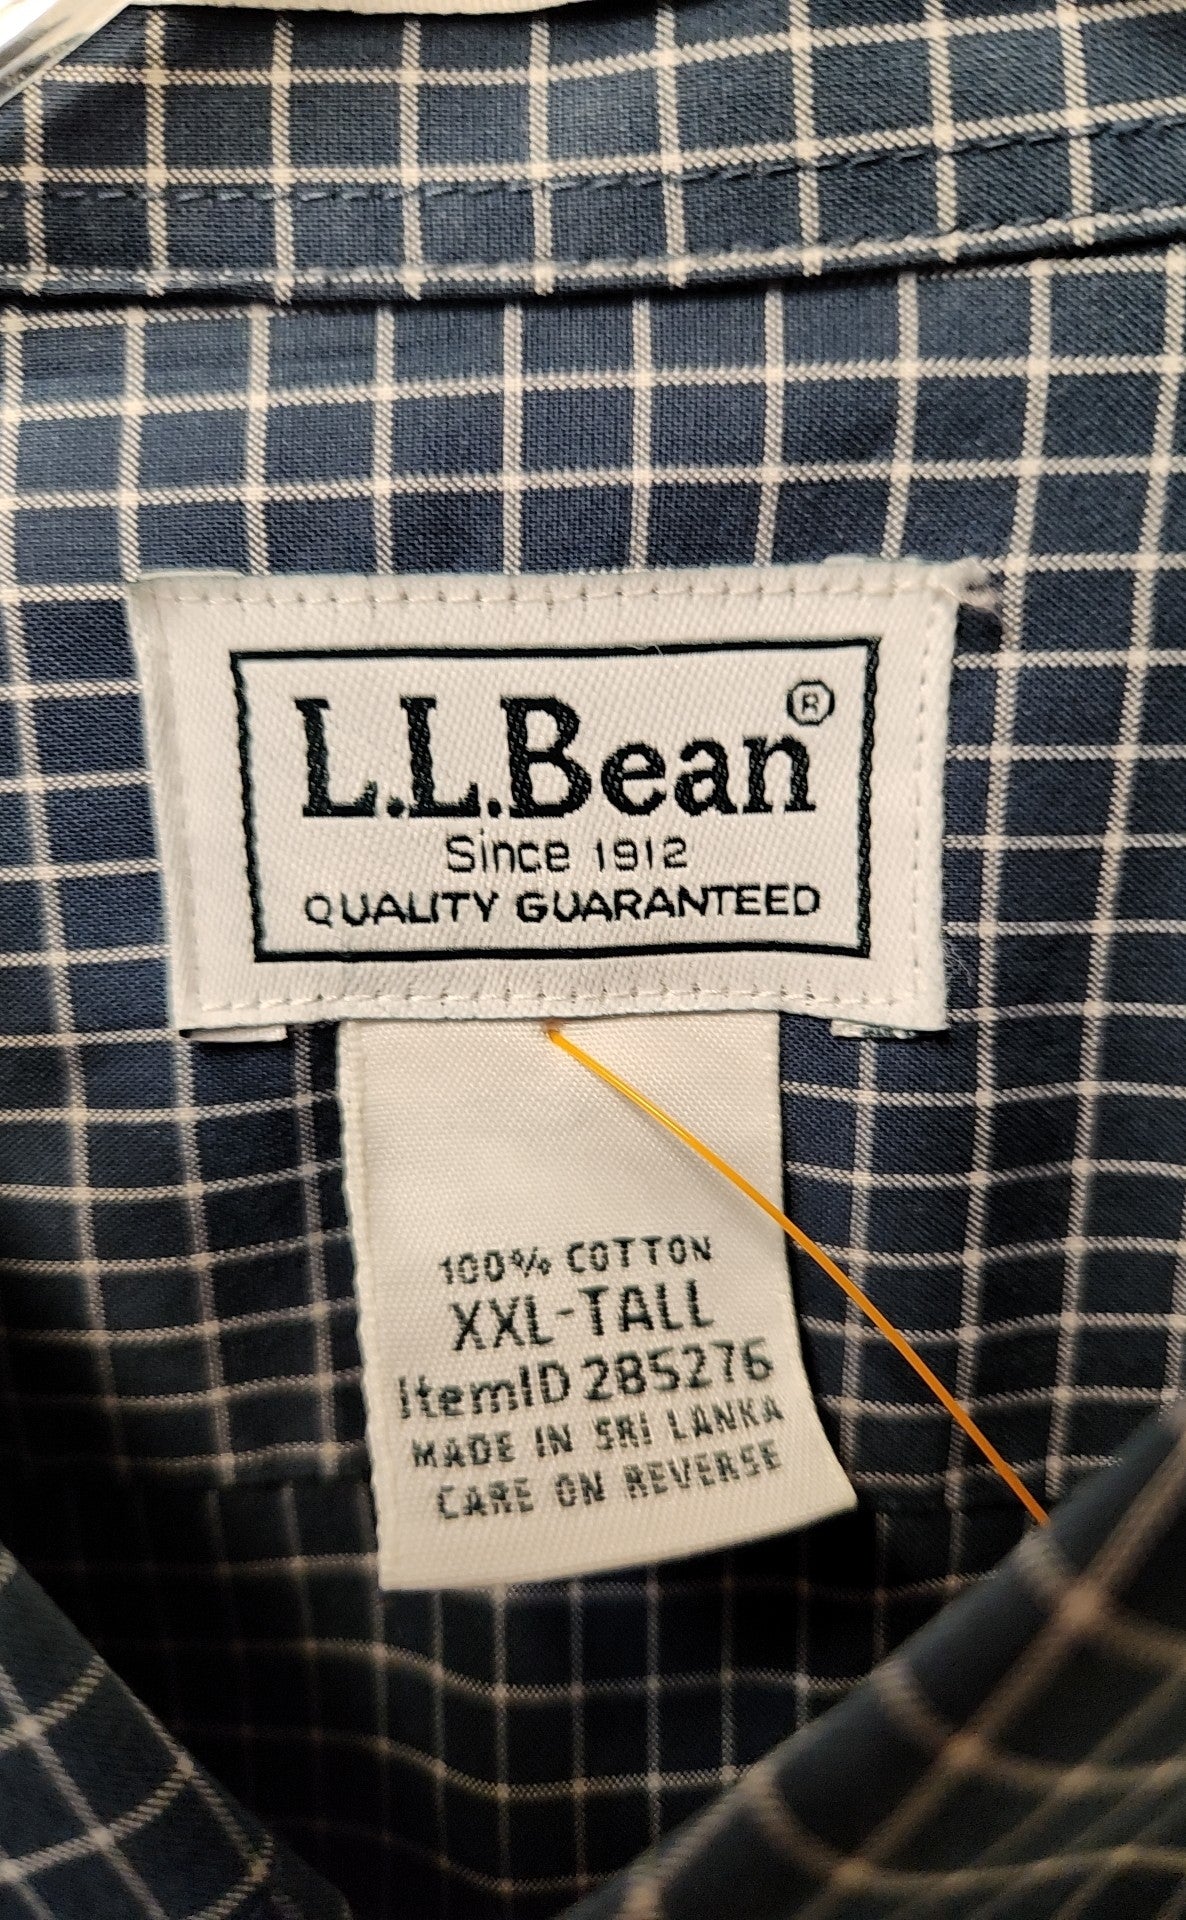 L.L.Bean®
Since 1912
QUALITY GUARANTEED
100% COTTON
XXL-TALL
ItemID 285276
MADE IN SRI LANKA
CARE ON REVERSE